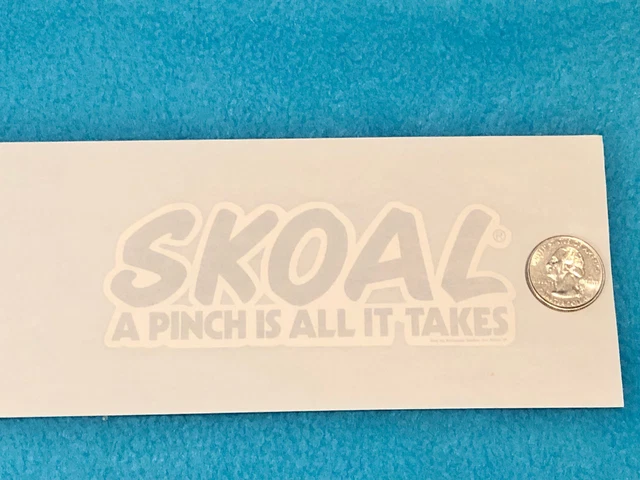 SKOAL®
A PINCH IS ALL IT TAKES